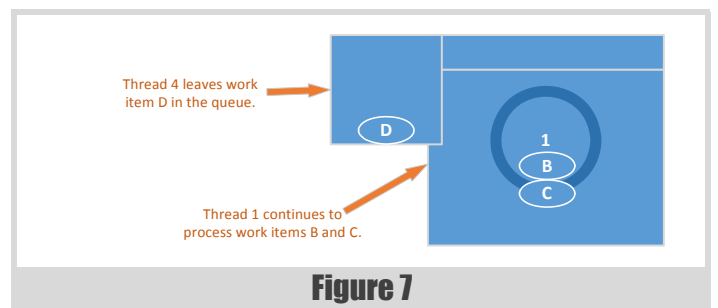 Thread 4 leaves work
item D in the queue.
D
1
B
C
Thread 1 continues to
process work items B and C.
Figure 7